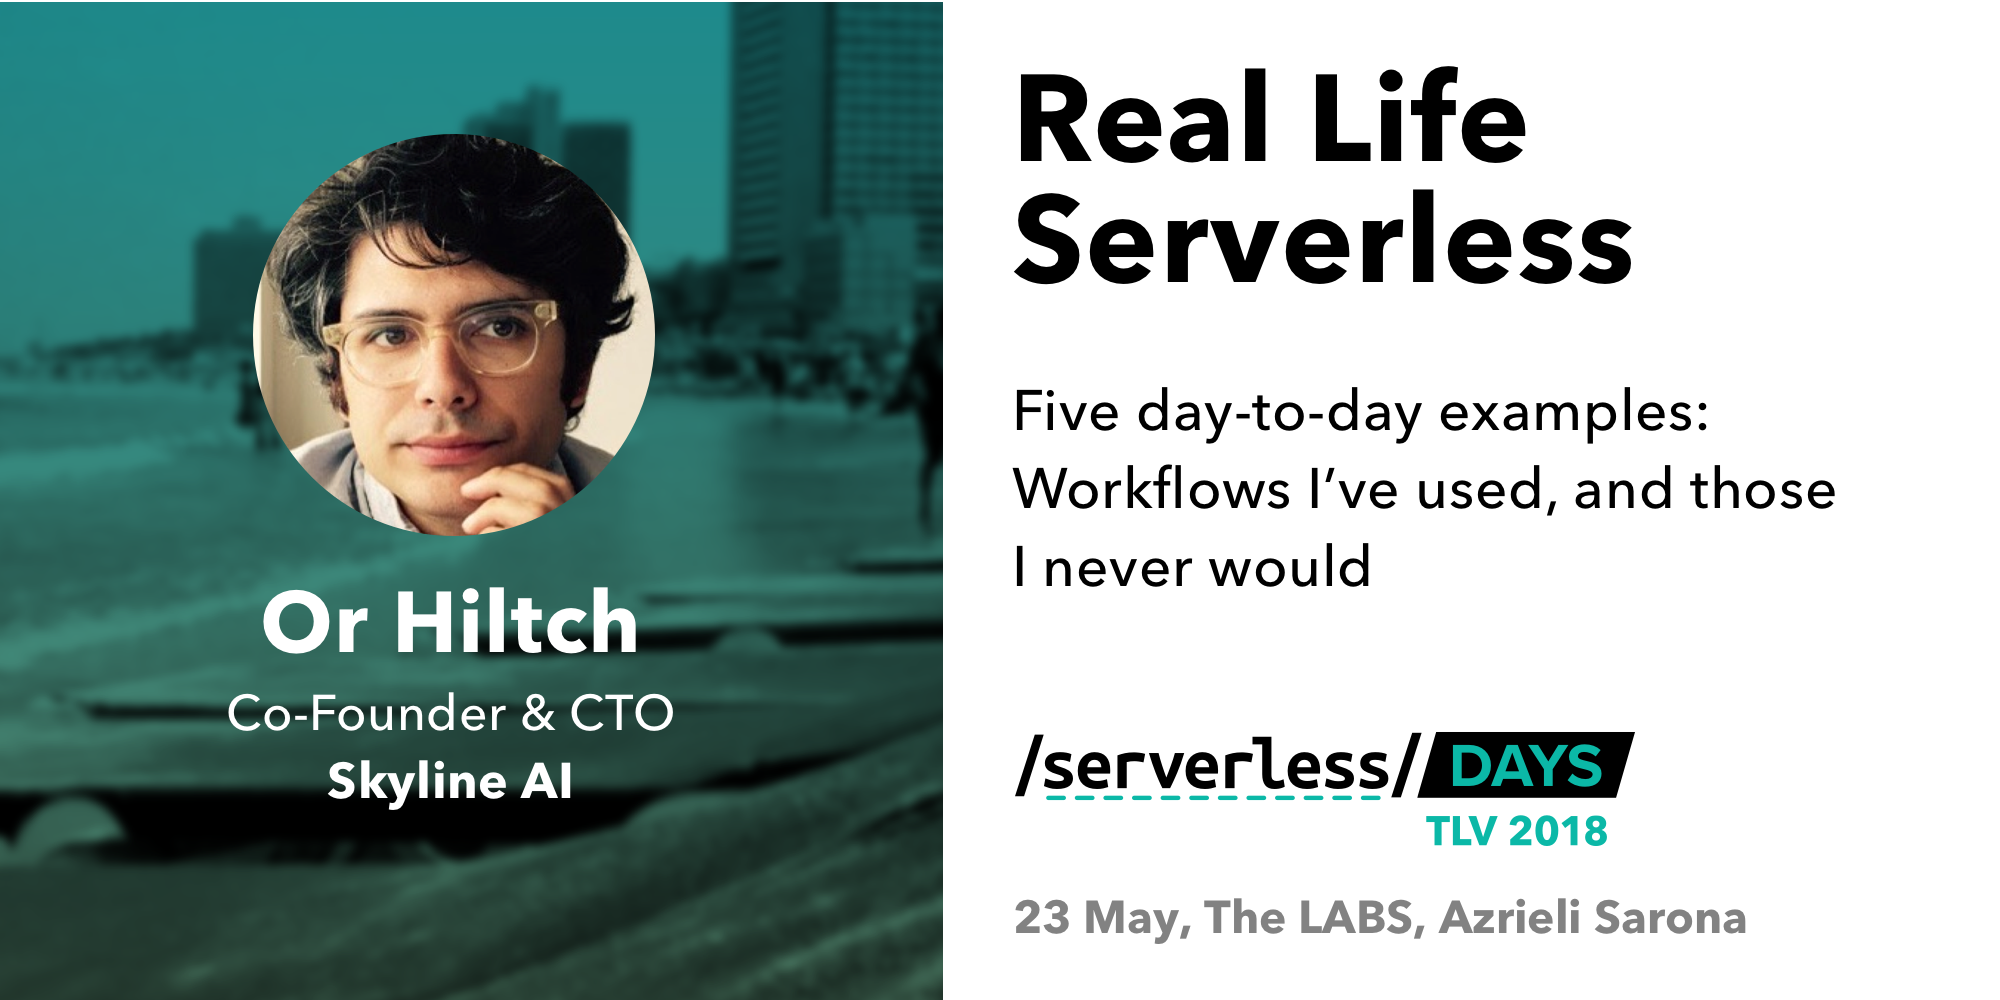 Or Hiltch
Co-Founder & CTO
Skyline AI
Real Life
Serverless
Five day-to-day examples:
Workflows I’ve used, and those
I never would
/serverless/DAYS
TLV 2018
23 May, The LABS, Azrieli Sarona